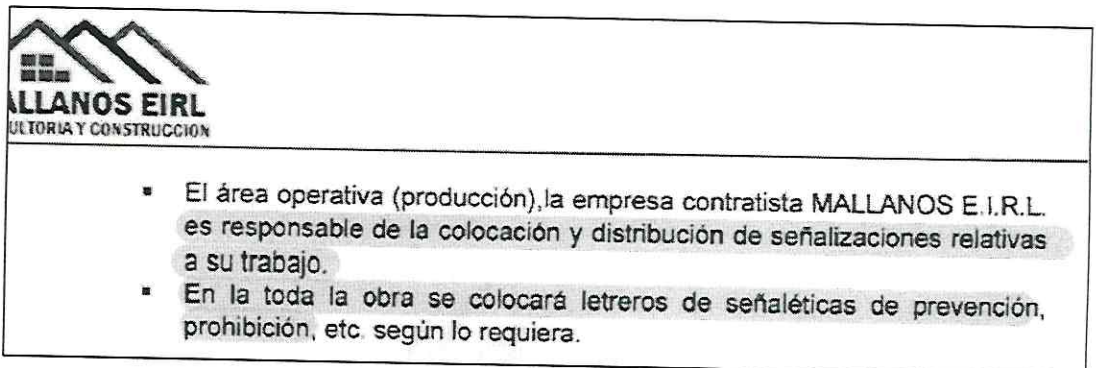 ALLANOS EIRL
ULTORIA Y CONSTRUCCION
▪ El área operativa (producción),la empresa contratista MALLANOS E.I.R.L.
es responsable de la colocación y distribución de señalizaciones relativas
a su trabajo.
▪ En la toda la obra se colocará letreros de señaléticas de prevención,
prohibición, etc. según lo requiera.